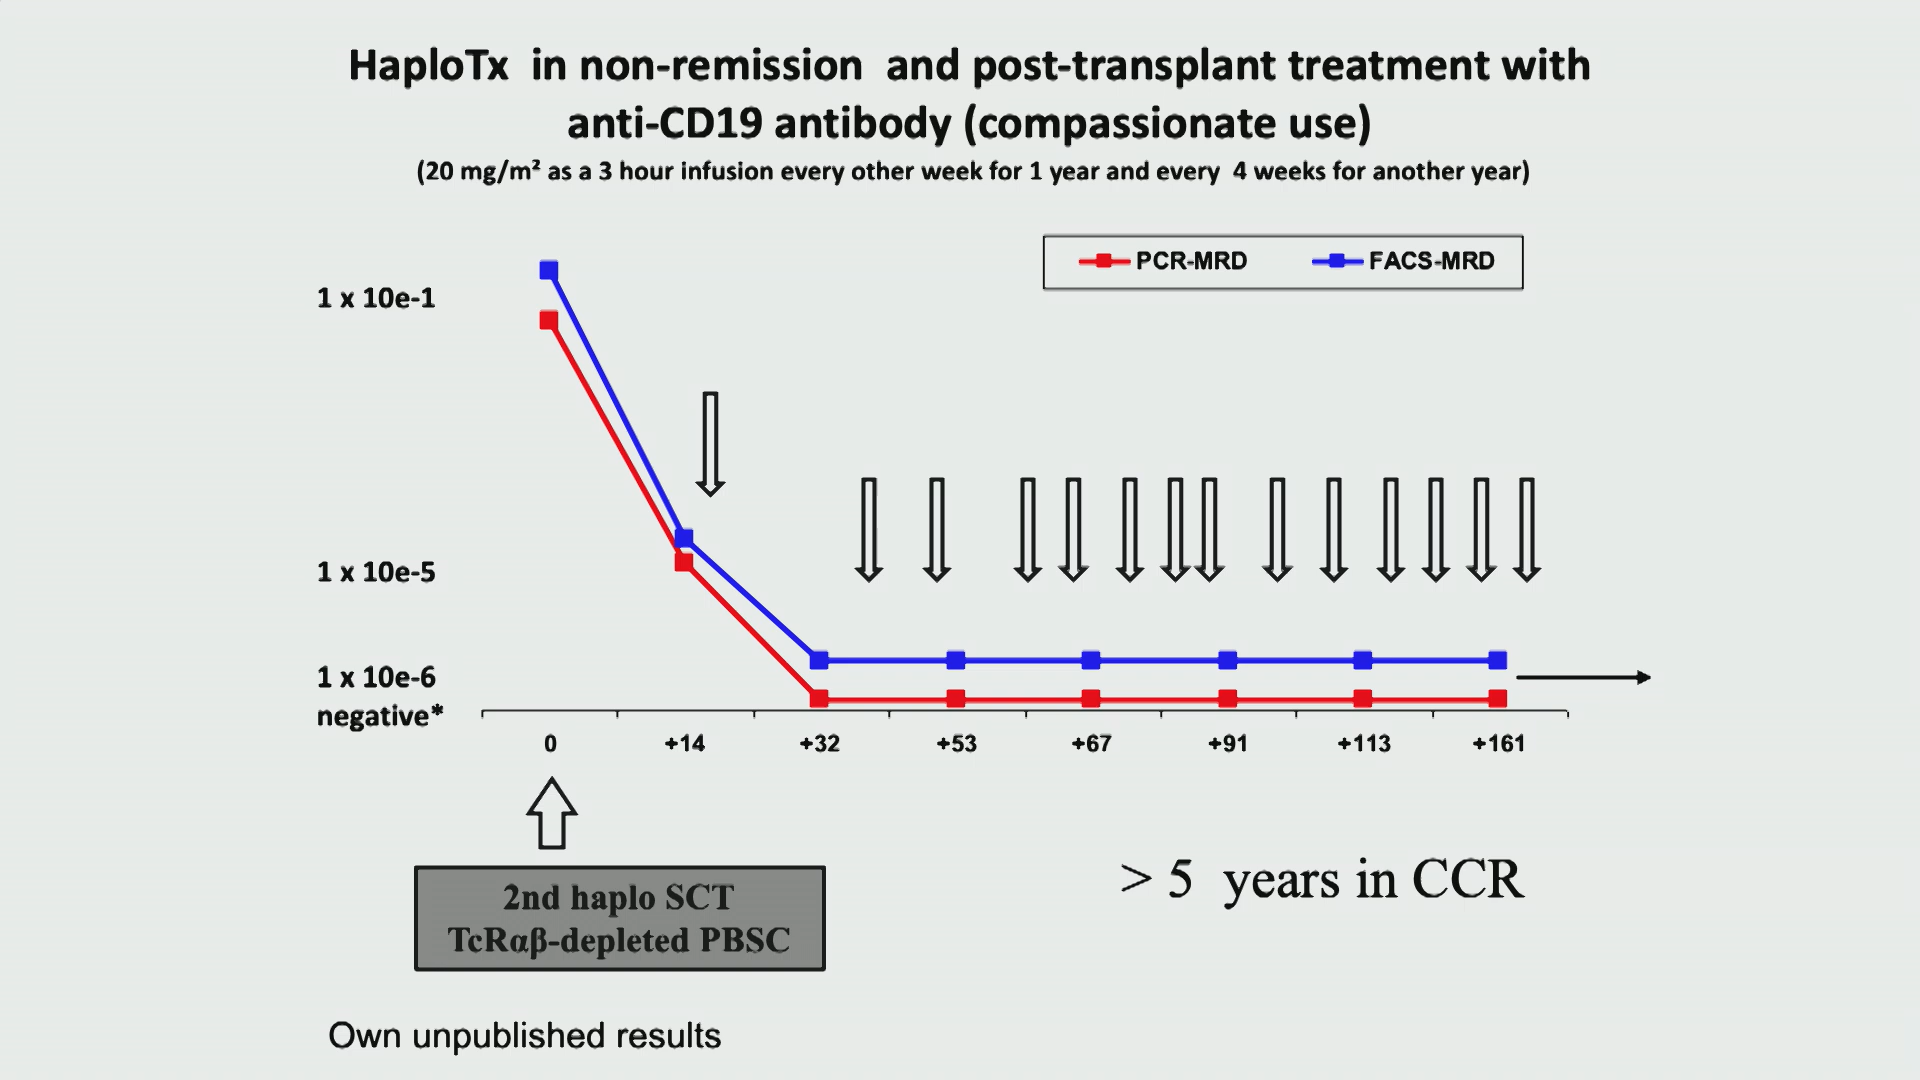 HaploTx in non-remission and post-transplant treatment with
anti-CD19 antibody (compassionate use)
(20 mg/m² as a 3 hour infusion every other week for 1 year and every 4 weeks for another year)
PCR-MRD FACS-MRD
1 x 10e-1
1 x 10e-5
1 x 10e-6
negative*
0 +14 +32 +53 +67 +91 +113 +161
2nd haplo SCT
TcRαβ-depleted PBSC
> 5 years in CCR
Own unpublished results